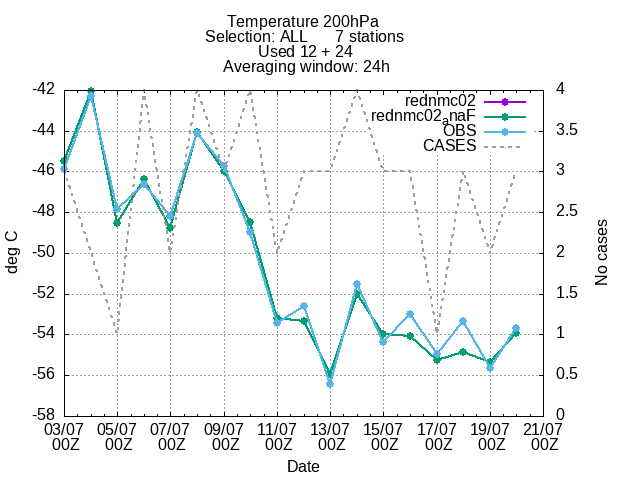 Temperature 200hPa
Selection: ALL 7 stations
Used 12 + 24
Averaging window: 24h
-42 4
rednmc02
rednmc02anaF
-44 OBS 3.5
CASES
-46 3
-48 2.5
deg C
-50 2
No cases
-52 1.5
-54 1
-56 0.5
-58 0
03/07 05/07 07/07 09/07 11/07 13/07 15/07 17/07 19/07 21/07
00Z 00Z 00Z 00Z 00Z 00Z 00Z 00Z 00Z 00Z
Date